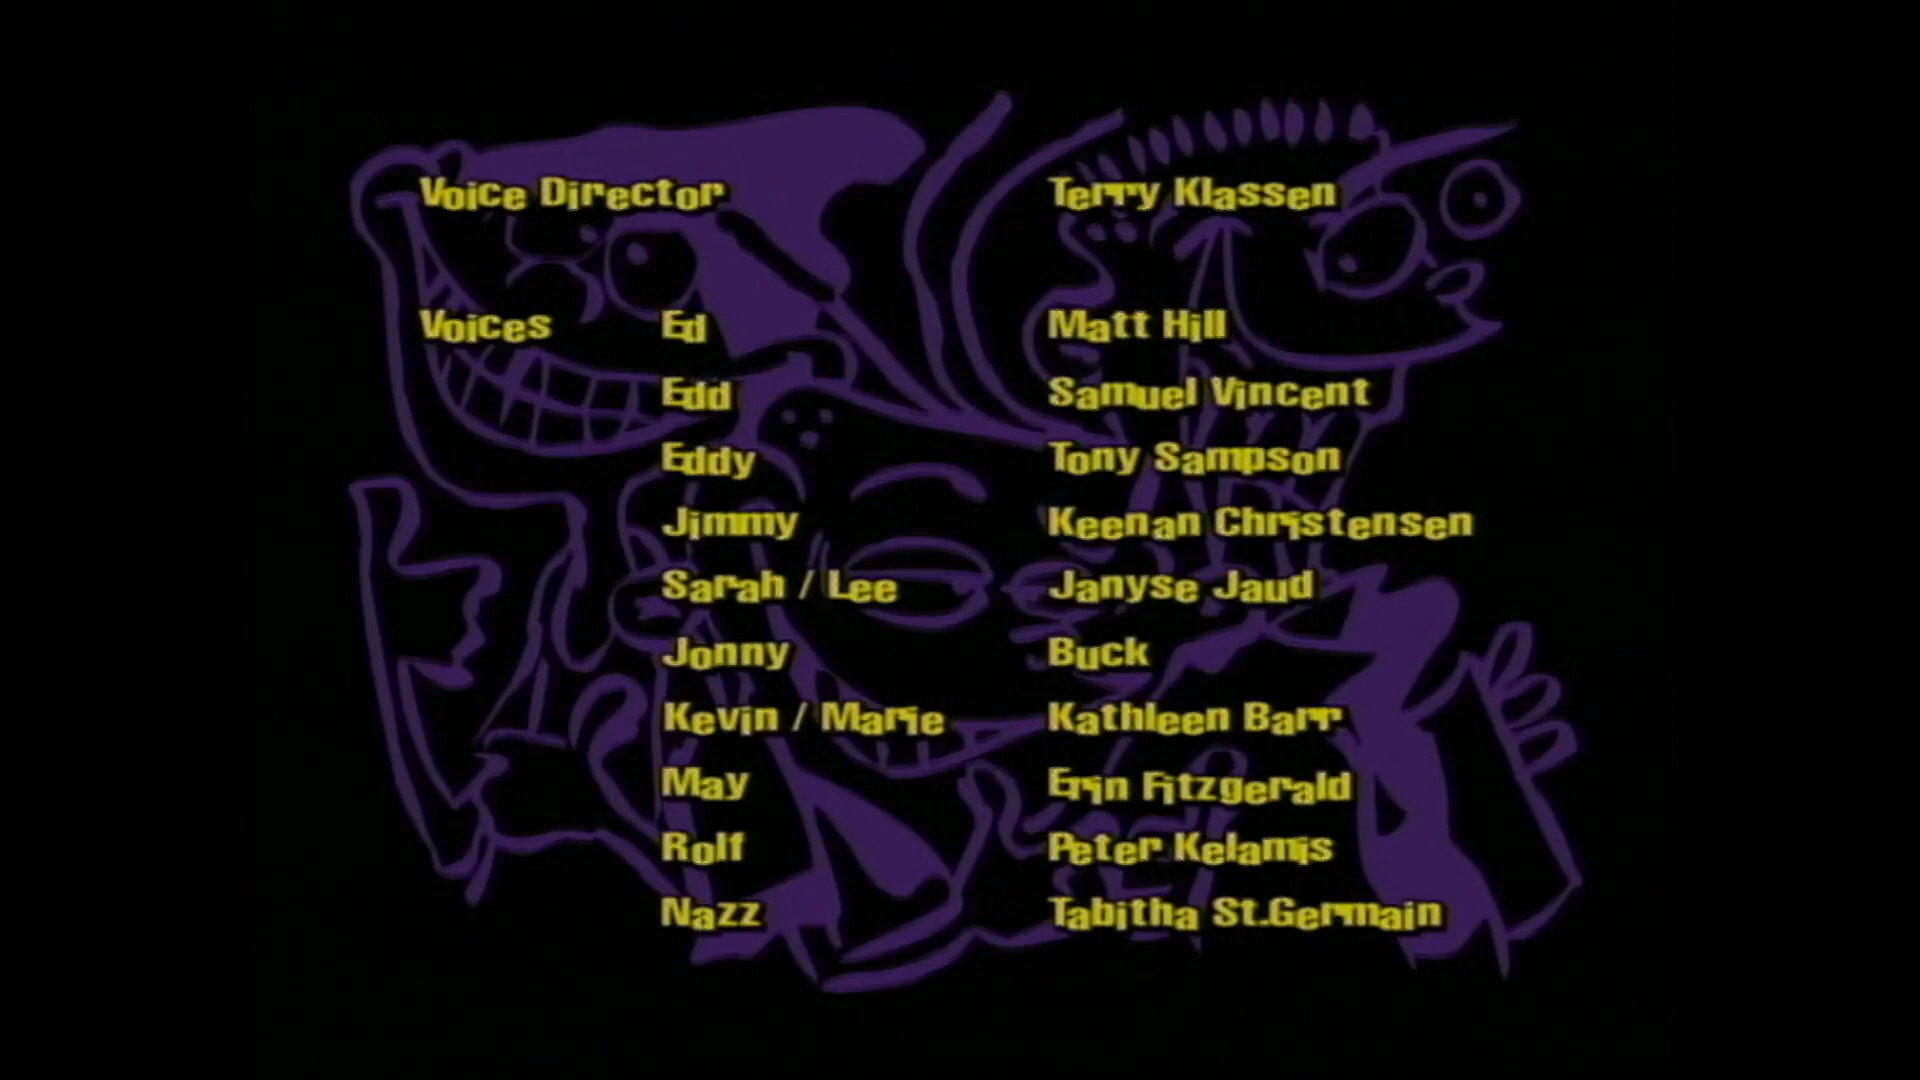 Voice Director Terry Klassen
Voices Ed Matt Hill
Edd Samuel Vincent
Eddy Tony Sampson
Jimmy Keenan Christensen
Sarah / Lee Janyse Jaud
Jonny Buck
Kevin / Marie Kathleen Barr
May Erin Fitzgerald
Rolf Peter Kelamis
Nazz Tabitha St.Germain